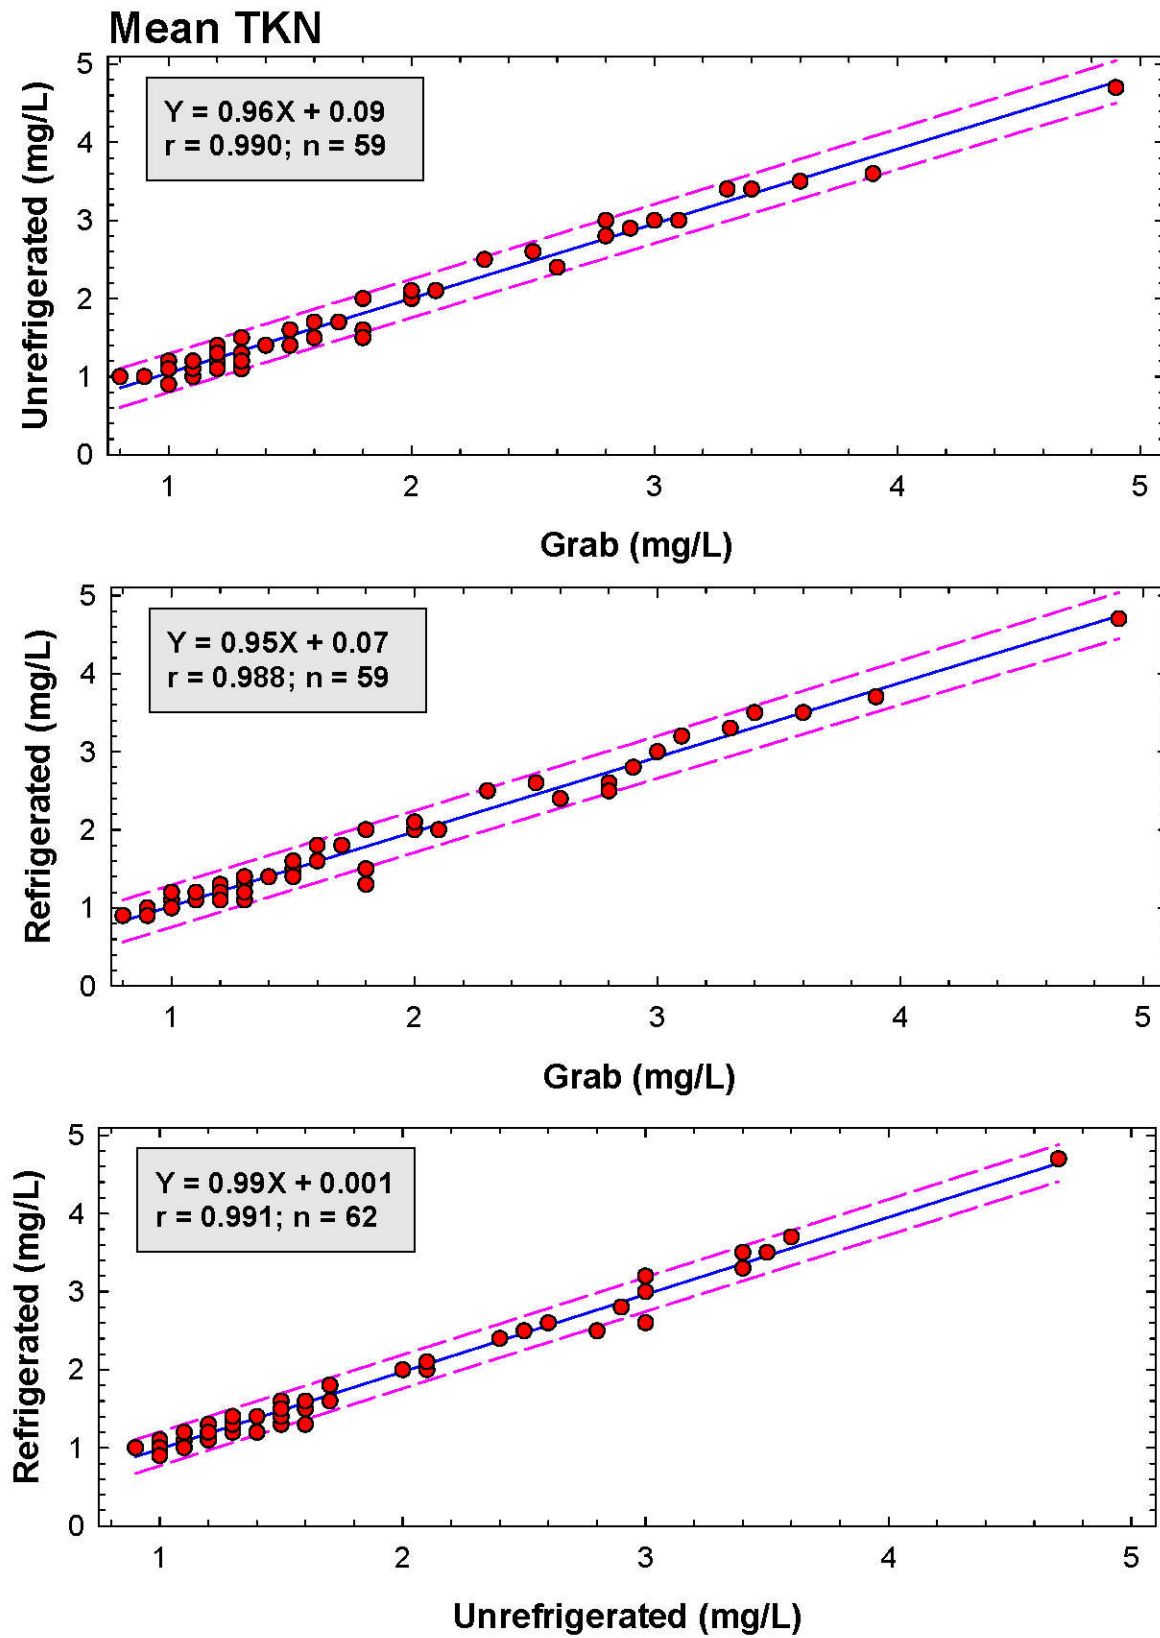 Mean TKN
5
4
3
2
1
0
Unrefrigerated (mg/L)
Y = 0.96X + 0.09
r = 0.990; n = 59
1 2 3 4 5
Grab (mg/L)
5
4
3
2
1
0
Refrigerated (mg/L)
Y = 0.95X + 0.07
r = 0.988; n = 59
1 2 3 4 5
Grab (mg/L)
5
4
3
2
1
0
Refrigerated (mg/L)
Y = 0.99X + 0.001
r = 0.991; n = 62
1 2 3 4 5
Unrefrigerated (mg/L)